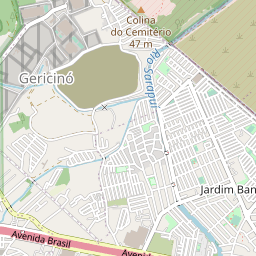 Colina
do Cemitério
47 m
Gericinó
Rio Sarapuí
Jardim Ban
Avenida Brasil
Aveni